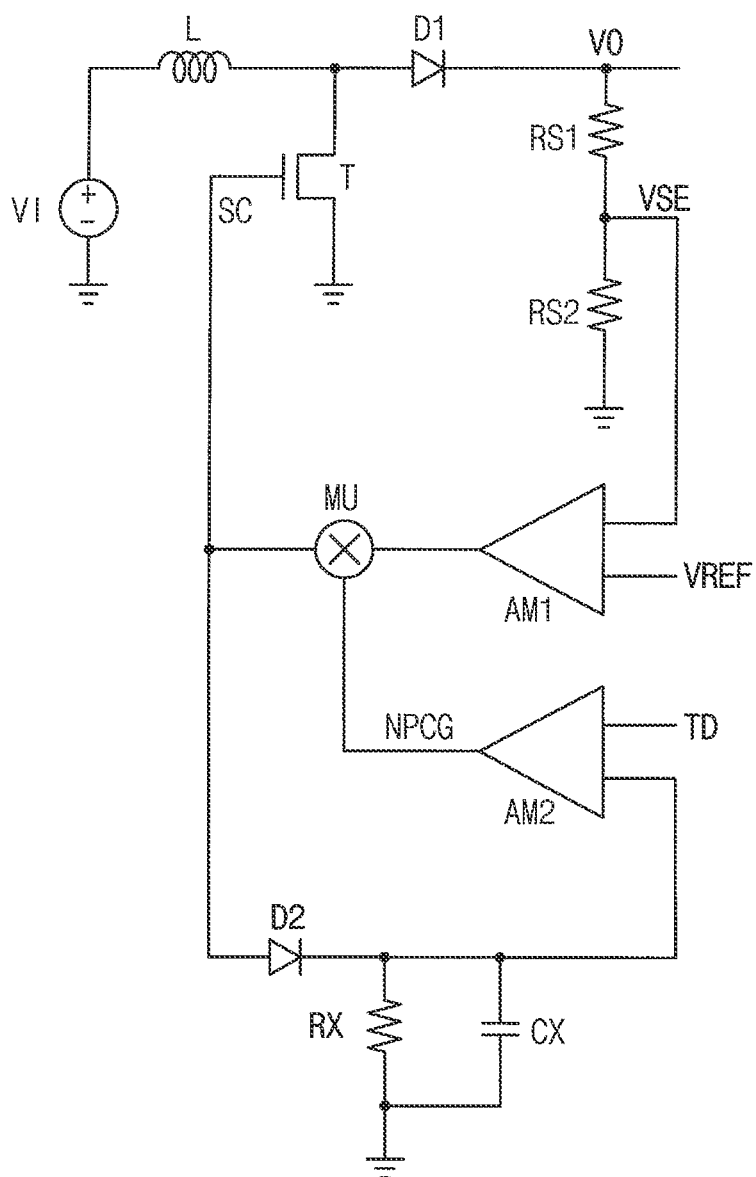 L
D1
VO
RS1
T
VI
+
-
SC
VSE
RS2
MU
VREF
AM1
NPCG
TD
AM2
D2
RX
CX